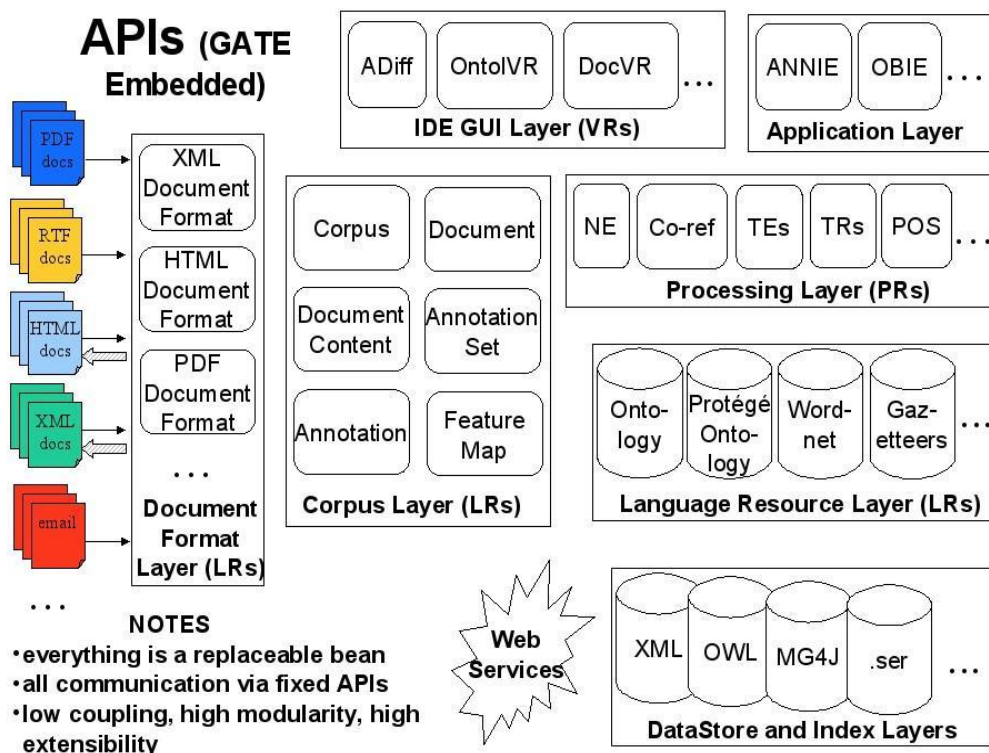 APIs (GATE
Embedded)
PDF
docs
RTF
docs
HTML
docs
XML
docs
email
...
XML
Document
Format
HTML
Document
Format
PDF
Document
Format
...
Document
Format
Layer (LRs)
ADiff
OntolVR
DocVR
...
IDE GUI Layer (VRs)
ANNIE
OBIE
...
Application Layer
Corpus
Document
Document
Content
Annotation
Set
Annotation
Feature
Map
Corpus Layer (LRs)
NE
Co-ref
TEs
TRs
POS
...
Processing Layer (PRs)
Onto-
logy
Protégé
Onto-
logy
Word-
net
Gaz-
etteers
...
Language Resource Layer (LRs)
NOTES
•everything is a replaceable bean
•all communication via fixed APIs
•low coupling, high modularity, high
extensibility
Web
Services
XML
OWL
MG4J
.ser
...
DataStore and Index Layers